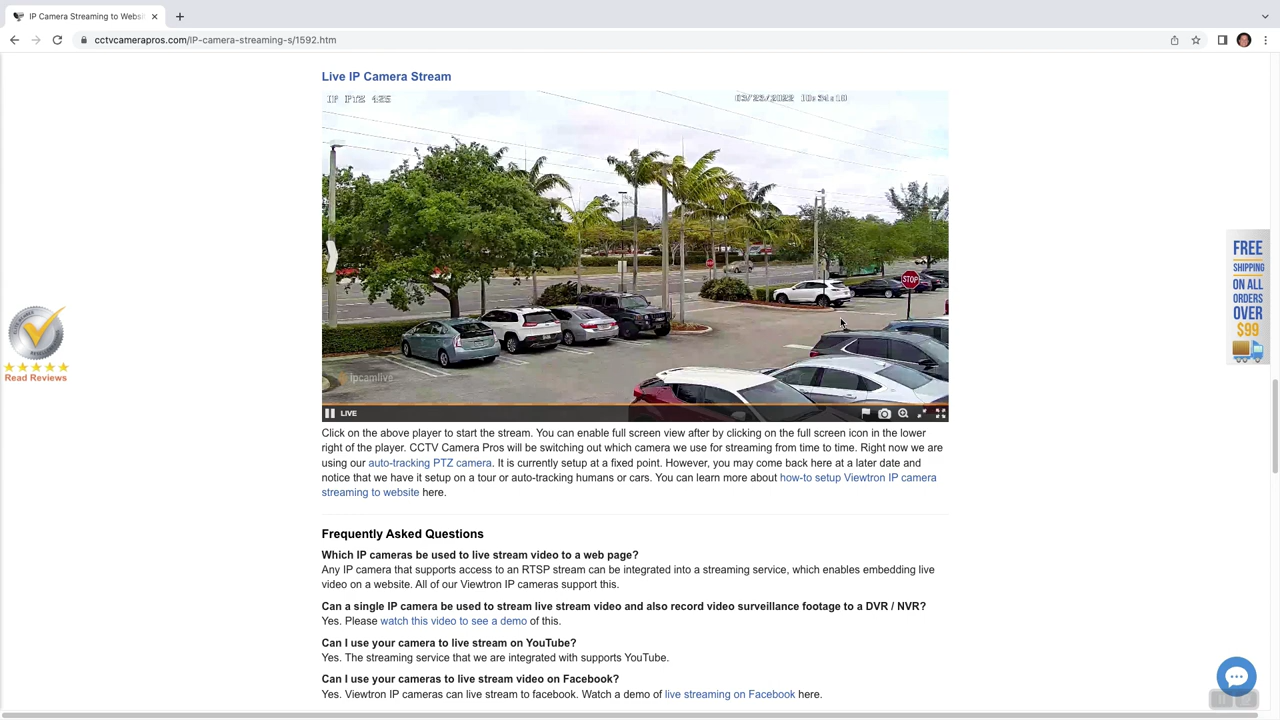 IP Camera Streaming to Websi
cctvcamerapros.com/IP-camera-streaming-s/1592.htm
Live IP Camera Stream
IP PTZ 425
03/23/2022 10:34:10
STOP
ipcamlive
LIVE
Click on the above player to start the stream. You can enable full screen view after by clicking on the full screen icon in the lower
right of the player. CCTV Camera Pros will be switching out which camera we use for streaming from time to time. Right now we are
using our auto-tracking PTZ camera. It is currently setup at a fixed point. However, you may come back here at a later date and
notice that we have it setup on a tour or auto-tracking humans or cars. You can learn more about how-to setup Viewtron IP camera
streaming to website here.
Frequently Asked Questions
Which IP cameras be used to live stream video to a web page?
Any IP camera that supports access to an RTSP stream can be integrated into a streaming service, which enables embedding live
video on a website. All of our Viewtron IP cameras support this.
Can a single IP camera be used to stream live stream video and also record video surveillance footage to a DVR / NVR?
Yes. Please watch this video to see a demo of this.
Can I use your camera to live stream on YouTube?
Yes. The streaming service that we are integrated with supports YouTube.
Can I use your cameras to live stream video on Facebook?
Yes. Viewtron IP cameras can live stream to facebook. Watch a demo of live streaming on Facebook here.
Read Reviews
FREE
SHIPPING
ON ALL
ORDERS
OVER
$99